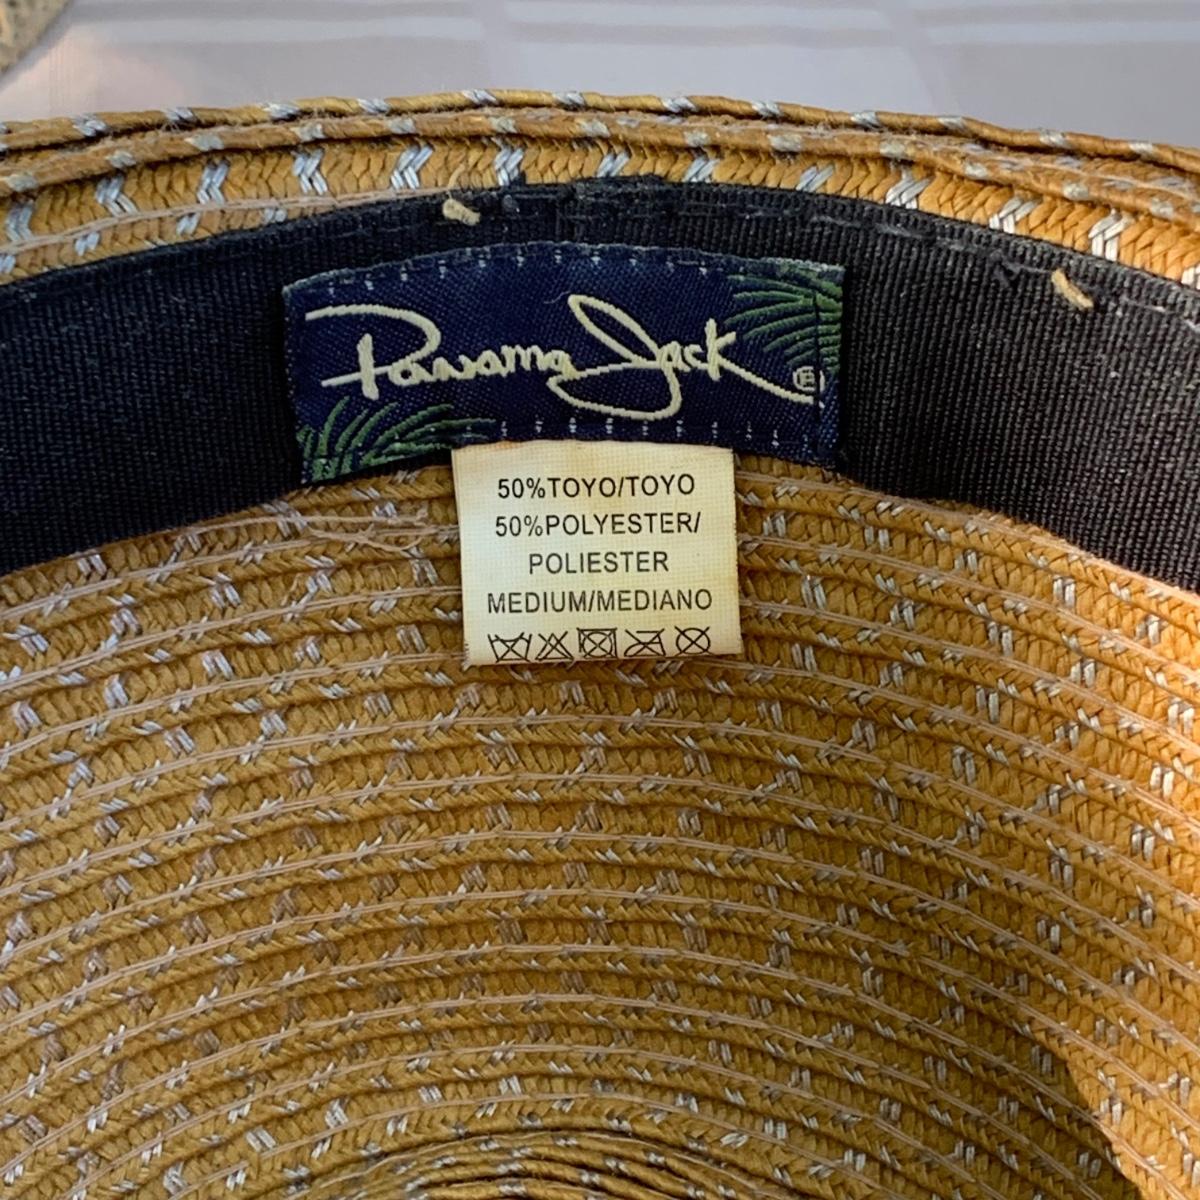 Panama Jack ®
50%TOYO/TOYO
50%POLYESTER/
POLIESTER
MEDIUM/MEDIANO